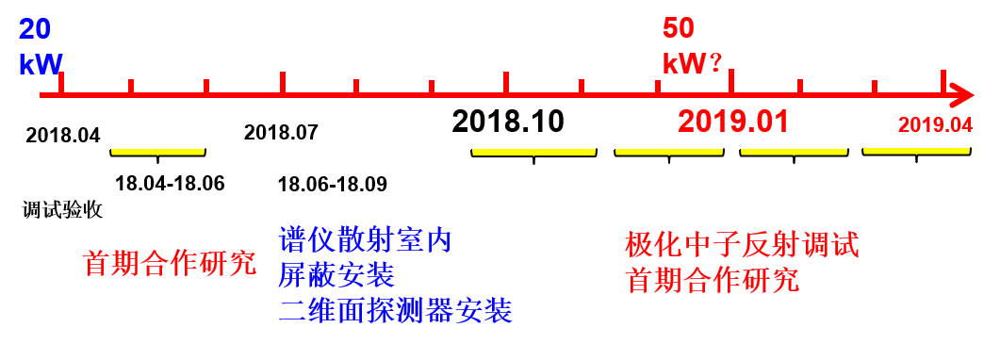 20
kW
50
kW？
2018.04
2018.07
2018.10
2019.01
2019.04
18.04-18.06
18.06-18.09
调试验收
首期合作研究
谱仪散射室内
屏蔽安装
二维面探测器安装
极化中子反射调试
首期合作研究